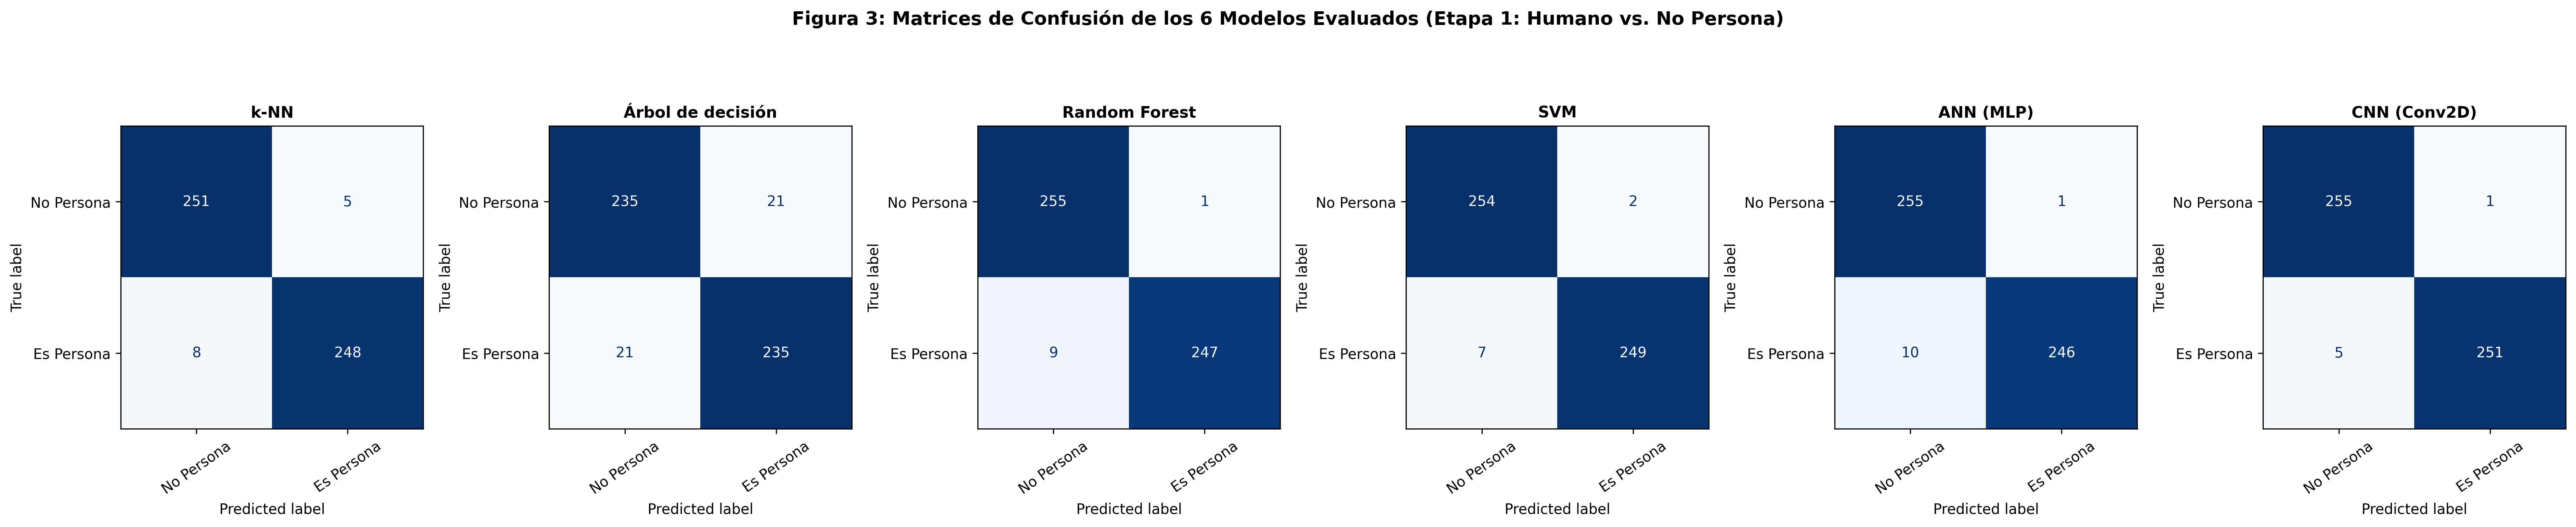 Figura 3: Matrices de Confusión de los 6 Modelos Evaluados (Etapa 1: Humano vs. No Persona)
k-NN
No Persona
251
5
Es Persona
8
248
True label
No Persona
Es Persona
Predicted label
Árbol de decisión
No Persona
235
21
Es Persona
21
235
True label
No Persona
Es Persona
Predicted label
Random Forest
No Persona
255
1
Es Persona
9
247
True label
No Persona
Es Persona
Predicted label
SVM
No Persona
254
2
Es Persona
7
249
True label
No Persona
Es Persona
Predicted label
ANN (MLP)
No Persona
255
1
Es Persona
10
246
True label
No Persona
Es Persona
Predicted label
CNN (Conv2D)
No Persona
255
1
Es Persona
5
251
True label
No Persona
Es Persona
Predicted label